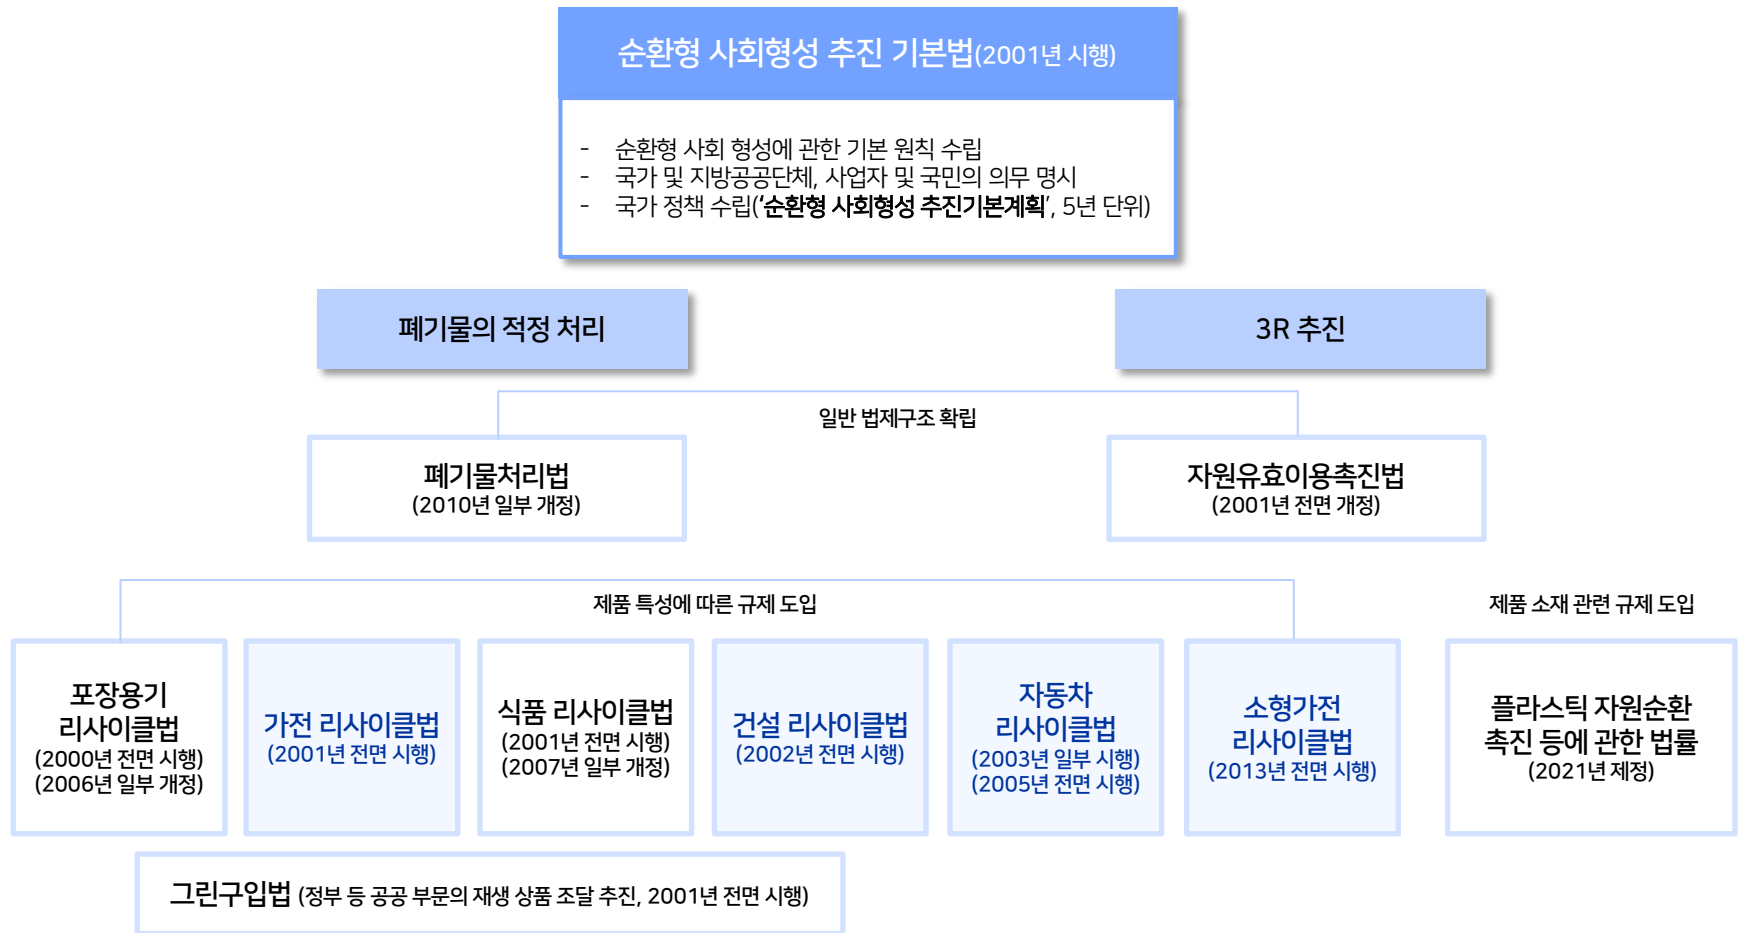 순환형 사회형성 추진 기본법(2001년 시행)
- 순환형 사회 형성에 관한 기본 원칙 수립
- 국가 및 지방공공단체, 사업자 및 국민의 의무 명시
- 국가 정책 수립(‘순환형 사회형성 추진기본계획’, 5년 단위)
폐기물의 적정 처리
3R 추진
일반 법제구조 확립
폐기물처리법
(2010년 일부 개정)
자원유효이용촉진법
(2001년 전면 개정)
제품 특성에 따른 규제 도입
제품 소재 관련 규제 도입
포장용기
리사이클법
(2000년 전면 시행)
(2006년 일부 개정)
가전 리사이클법
(2001년 전면 시행)
식품 리사이클법
(2001년 전면 시행)
(2007년 일부 개정)
건설 리사이클법
(2002년 전면 시행)
자동차
리사이클법
(2003년 일부 시행)
(2005년 전면 시행)
소형가전
리사이클법
(2013년 전면 시행)
플라스틱 자원순환
촉진 등에 관한 법률
(2021년 제정)
그린구입법 (정부 등 공공 부문의 재생 상품 조달 추진, 2001년 전면 시행)